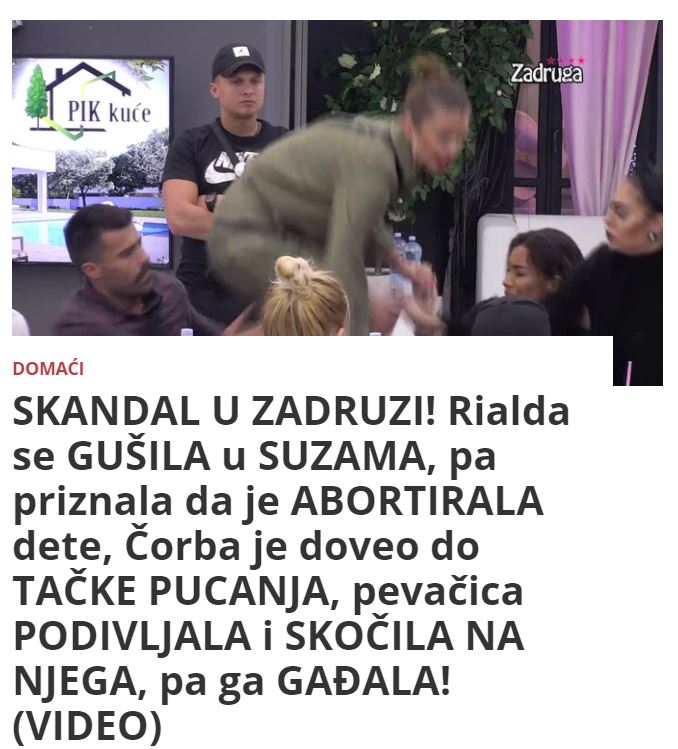 PIK kuće
Zadruga
DOMAĆI
SKANDAL U ZADRUZI! Rialda
se GUŠILA u SUZAMA, pa
priznala da je ABORTIRALA
dete, Čorba je doveo do
TAČKE PUCANJA, pevačica
PODIVLJALA i SKOČILA NA
NJEGA, pa ga GAĐALA!
(VIDEO)